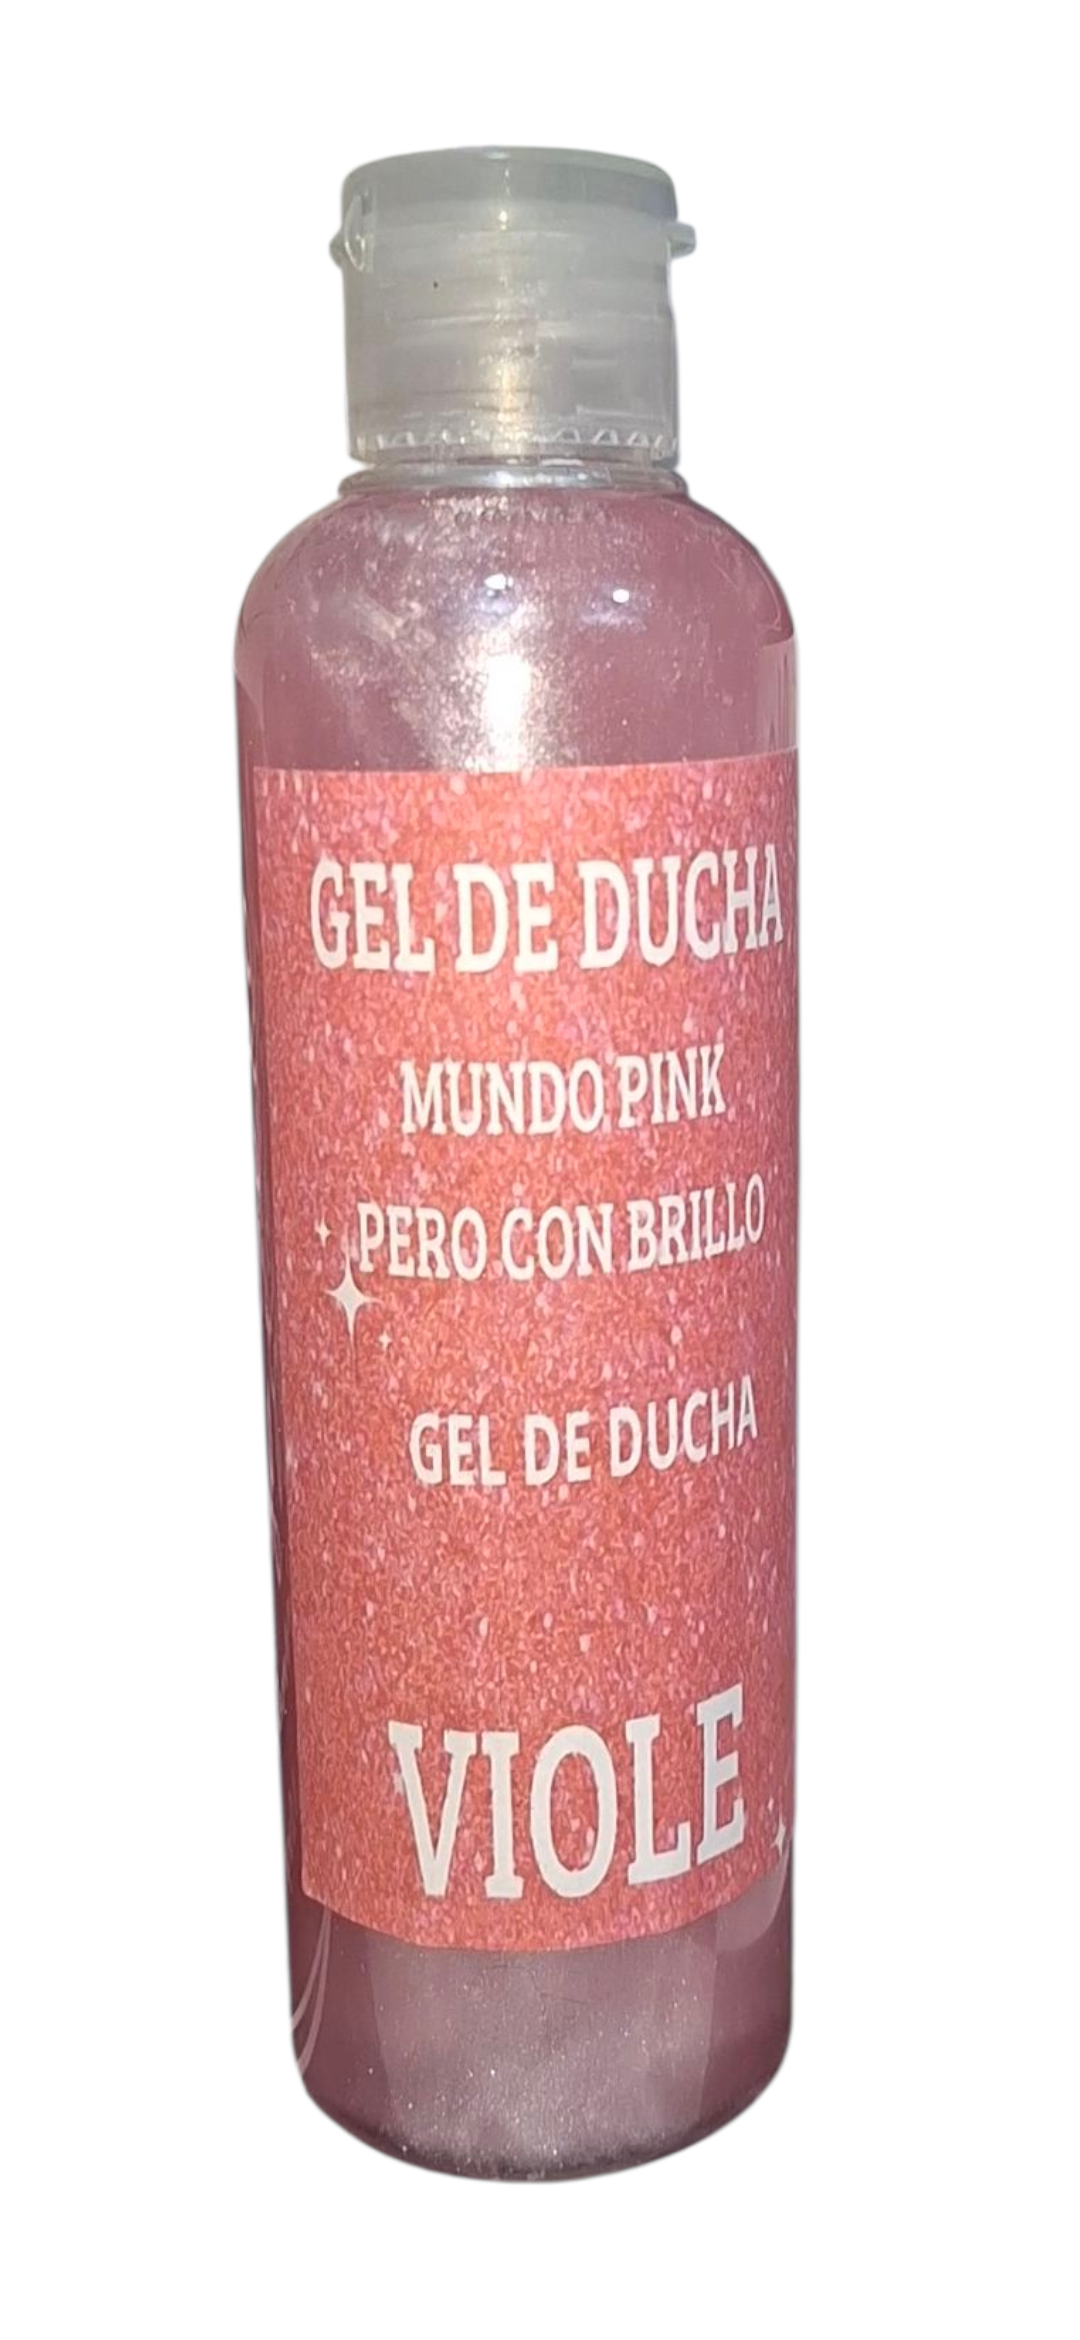 GEL DE DUCHA
MUNDO PINK
PERO CON BRILLO
GEL DE DUCHA
VIOLE